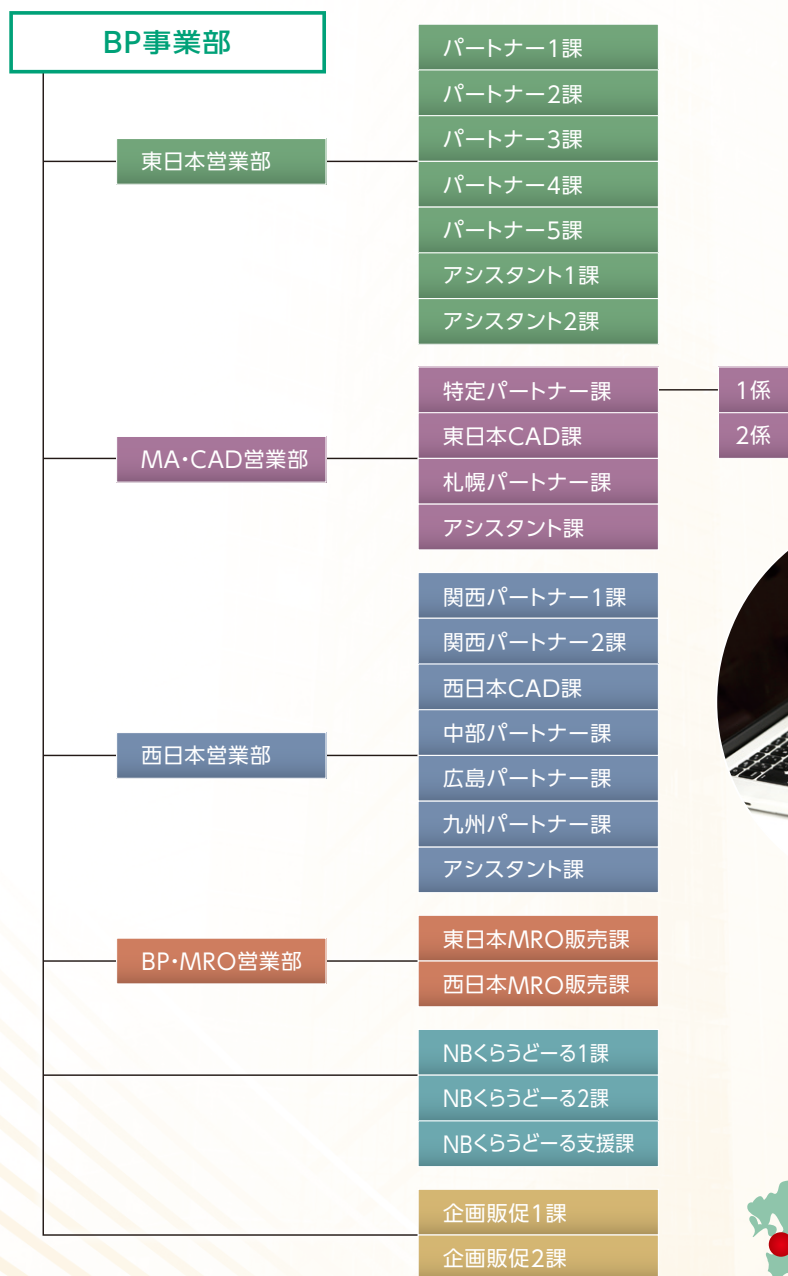 BP事業部
東日本営業部
パートナー1課
パートナー2課
パートナー3課
パートナー4課
パートナー5課
アシスタント1課
アシスタント2課
MA・CAD営業部
特定パートナー課
1係
2係
東日本CAD課
札幌パートナー課
アシスタント課
西日本営業部
関西パートナー1課
関西パートナー2課
西日本CAD課
中部パートナー課
広島パートナー課
九州パートナー課
アシスタント課
BP・MRO営業部
東日本MRO販売課
西日本MRO販売課
NBくらうどーる1課
NBくらうどーる2課
NBくらうどーる支援課
企画販促1課
企画販促2課